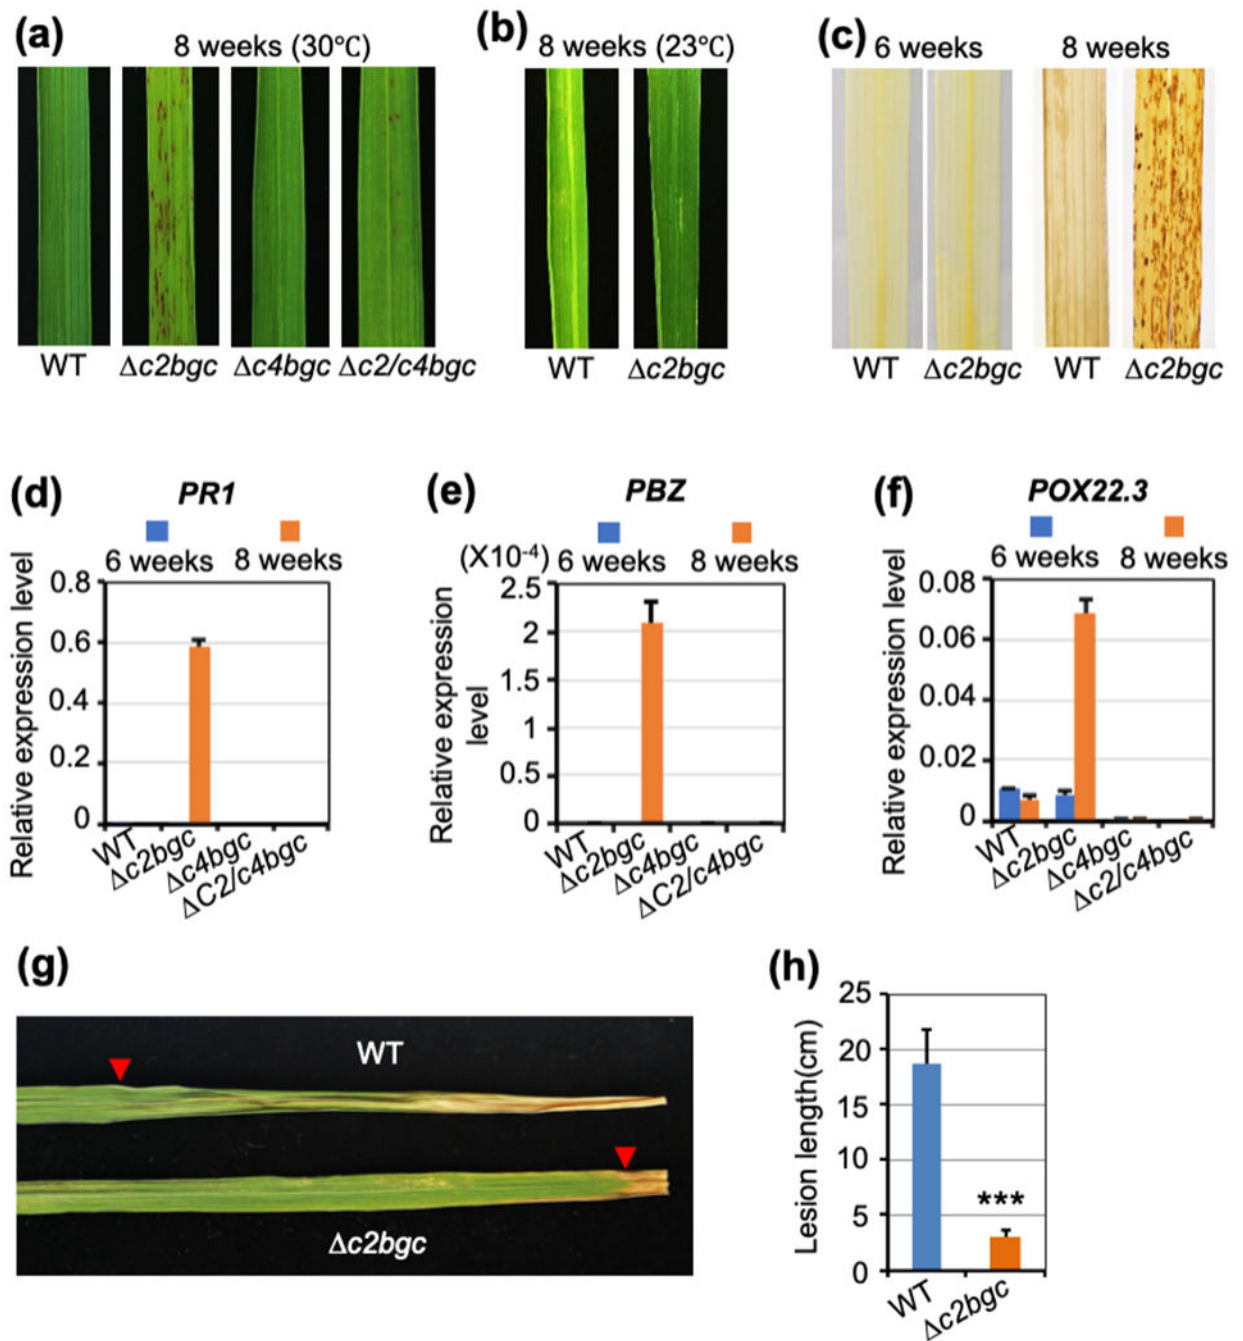 (a) 8 weeks (30℃) (b) 8 weeks (23℃) (c) 6 weeks 8 weeks
WT Δc2bgc Δc4bgc Δc2/c4bgc WT Δc2bgc WT Δc2bgc WT Δc2bgc
(d) PR1
6 weeks 8 weeks
Relative expression level
0.8
0.6
0.4
0.2
0
WT Δc2bgc Δc4bgc ΔC2/c4bgc
(e) PBZ
(X10-4) 6 weeks 8 weeks
Relative expression
level
2.5
2
1.5
1
0.5
0
WT Δc2bgc Δc4bgc ΔC2/c4bgc
(f) POX22.3
6 weeks 8 weeks
Relative expression level
0.08
0.06
0.04
0.02
0
WT Δc2bgc Δc4bgc Δc2/c4bgc
(g)
WT
Δc2bgc
(h)
Lesion length(cm)
25
20
15
10
5
0
***
WT Δc2bgc